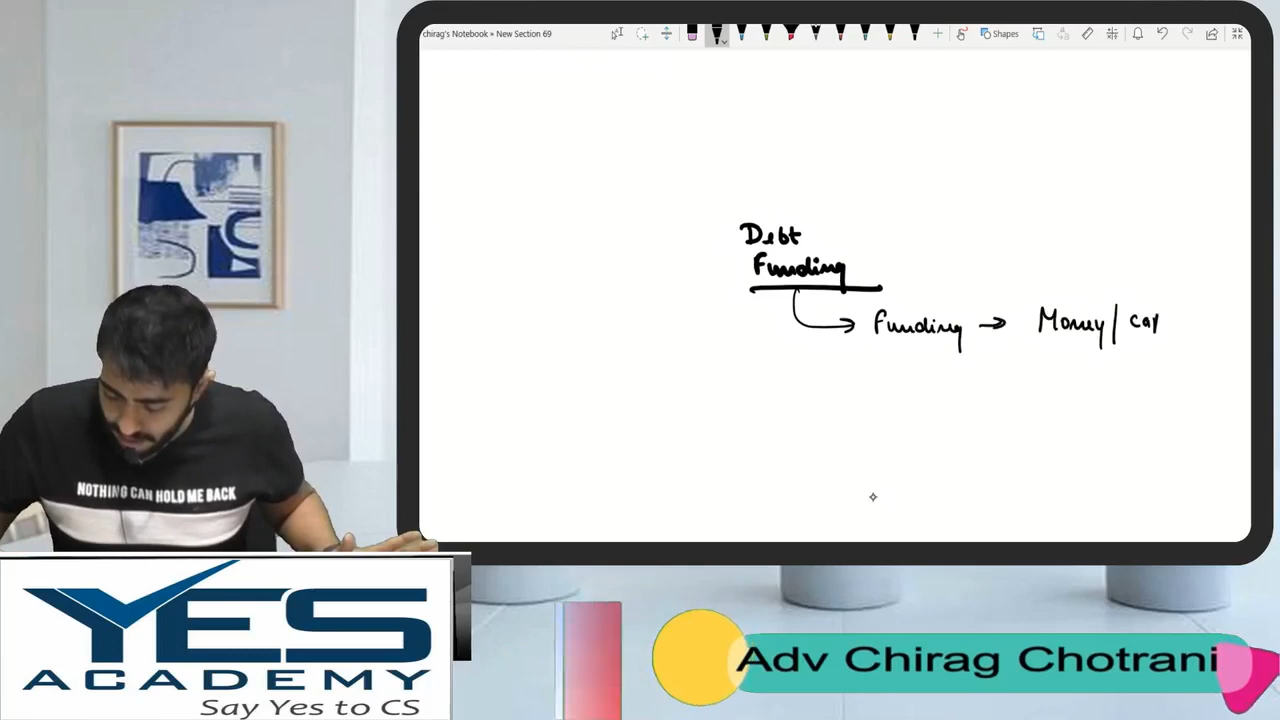 chirag's Notebook » New Section 69
Shapes
Debt
Funding
Funding → Money/ cap
NOTHING CAN HOLD ME BACK
YES
ACADEMY
Say Yes to CS
Adv Chirag Chotrani